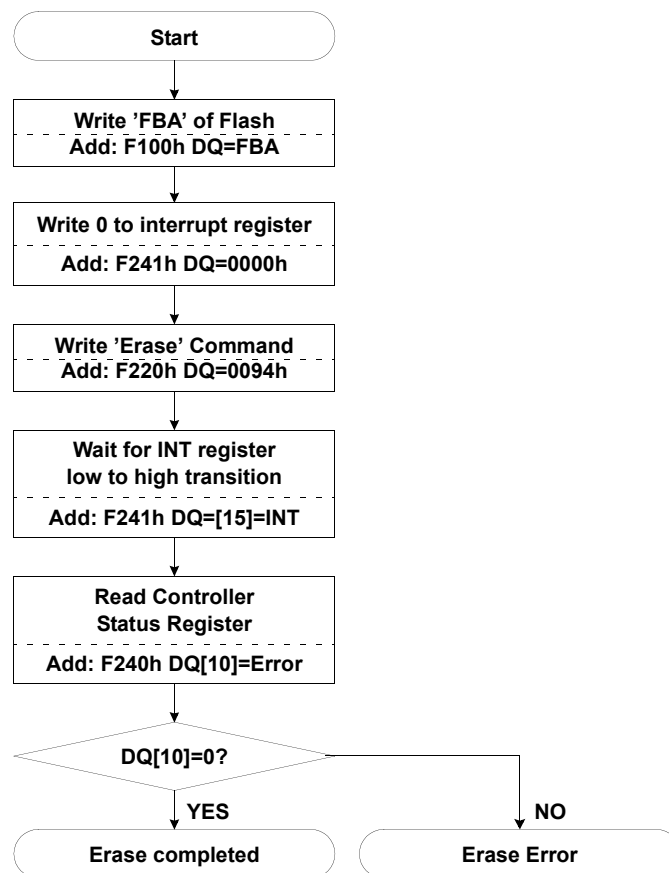 Start
Write ’FBA’ of Flash
Add: F100h DQ=FBA
Write 0 to interrupt register
Add: F241h DQ=0000h
Write ’Erase’ Command
Add: F220h DQ=0094h
Wait for INT register
low to high transition
Add: F241h DQ=[15]=INT
Read Controller
Status Register
Add: F240h DQ[10]=Error
DQ[10]=0?
YES
NO
Erase completed
Erase Error